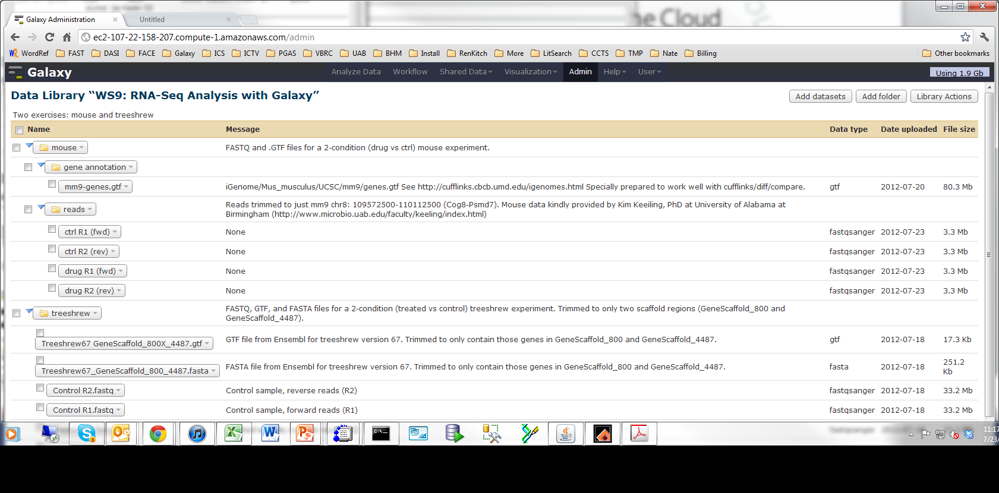 ne Cloud
Galaxy Administration
Untitled
ec2-107-22-158-207.compute-1.amazonaws.com/admin
WordRef FAST DASI FACE Galaxy ICS ICTV PGAS VBRC UAB BHM Install RenKitch More LitSearch CCTS TMP Nate Billing Other bookmarks
Galaxy Analyze Data Workflow Shared Data Visualization Admin Help User Using 1.9 Gb
Data Library “WS9: RNA-Seq Analysis with Galaxy” Add datasets Add folder Library Actions
Two exercises: mouse and treeshrew
Name Message Data type Date uploaded File size
mouse FASTQ and .GTF files for a 2-condition (drug vs ctrl) mouse experiment.
gene annotation
mm9-genes.gtf iGenome/Mus_musculus/UCSC/mm9/genes.gtf See http://cufflinks.cbcb.umd.edu/igenomes.html Specially prepared to work well with cufflinks/diff/compare. gtf 2012-07-20 80.3 Mb
reads Reads trimmed to just mm9 chr8: 109572500-110112500 (Cog8-Psmd7). Mouse data kindly provided by Kim Keeiling, PhD at University of Alabama at
Birmingham (http://www.microbio.uab.edu/faculty/keeling/index.html)
ctrl R1 (fwd) None fastqsanger 2012-07-23 3.3 Mb
ctrl R2 (rev) None fastqsanger 2012-07-23 3.3 Mb
drug R1 (fwd) None fastqsanger 2012-07-23 3.3 Mb
drug R2 (rev) None fastqsanger 2012-07-23 3.3 Mb
treeshrew FASTQ, GTF, and FASTA files for a 2-condition (treated vs control) treeshrew experiment. Trimmed to only two scaffold regions (GeneScaffold_800 and
GeneScaffold_4487).
Treeshrew67 GeneScaffold_800X_4487.gtf GTF file from Ensembl for treeshrew version 67. Trimmed to only contain those genes in GeneScaffold_800 and GeneScaffold_4487. gtf 2012-07-18 17.3 Kb
Treeshrew67_GeneScaffold_800_4487.fasta FASTA file from Ensembl for treeshrew version 67. Trimmed to only contain those genes in GeneScaffold_800 and GeneScaffold_4487. fasta 2012-07-18 251.2
Kb
Control R2.fastq Control sample, reverse reads (R2) fastqsanger 2012-07-18 33.2 Mb
Control R1.fastq Control sample, forward reads (R1) fastqsanger 2012-07-18 33.2 Mb
11:17
7/23/